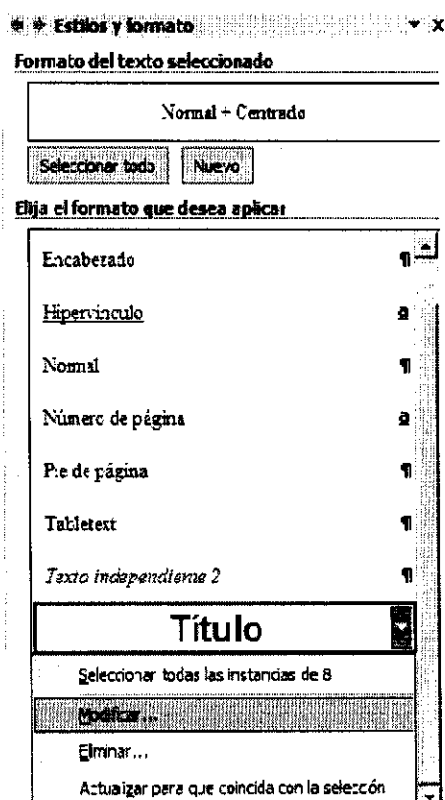 Estilos y formato
Formato del texto seleccionado
Normal + Centrado
Seleccionar todo Nuevo
Elija el formato que desea aplicar
Encabezado ¶
Hipervínculo a
Normal ¶
Número de página a
Pie de página ¶
Tabletext ¶
Texto independiente 2 ¶
Título
Seleccionar todas las instancias de 8
Modificar...
Eliminar...
Actualizar para que coincida con la selección